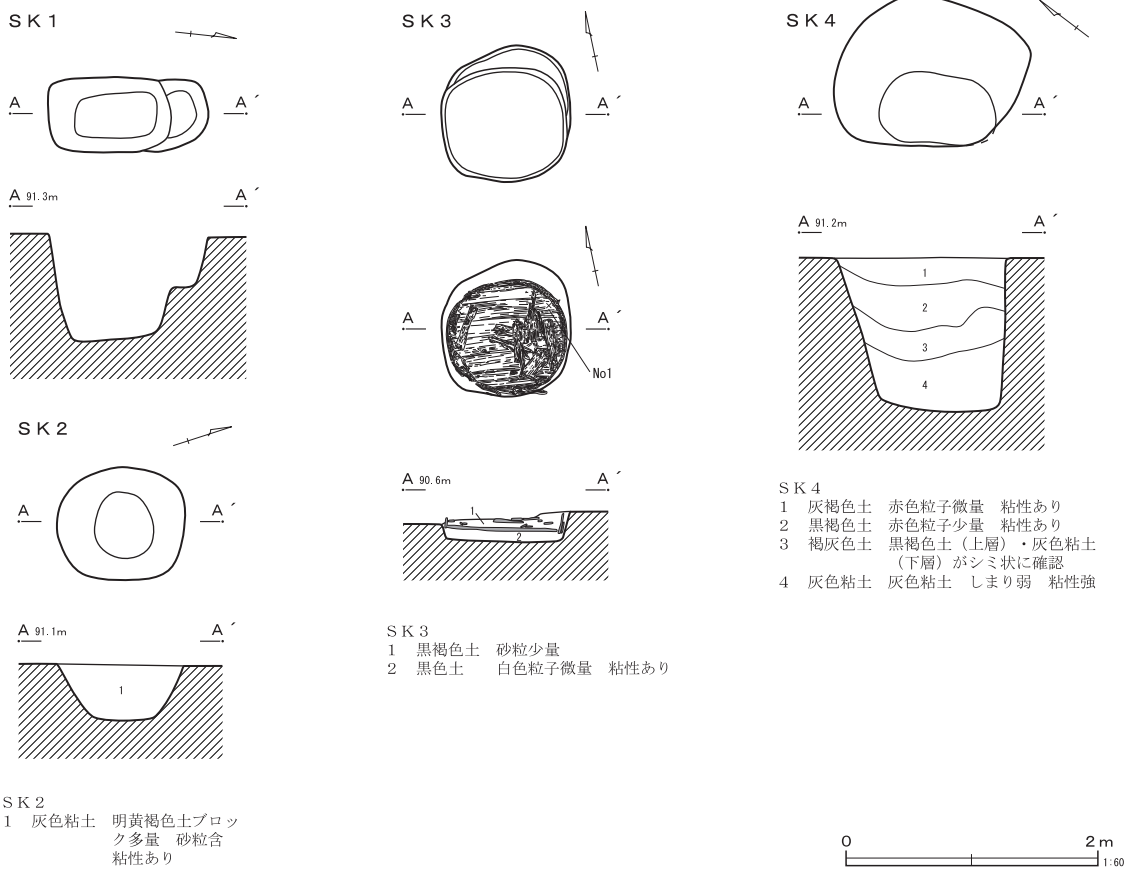 ＳＫ１
A A´
A 91.3m A´
ＳＫ２
A A´
A 91.1m A´
1
ＳＫ２
１　灰色粘土　明黄褐色土ブロッ
ク多量　砂粒含
粘性あり
ＳＫ３
A A´
A A´
No1
A 90.6m A´
1
2
ＳＫ３
１　黒褐色土　砂粒少量
２　黒色土　　白色粒子微量　粘性あり
ＳＫ４
A A´
A 91.2m A´
1
2
3
4
ＳＫ４
１　灰褐色土　赤色粒子微量　粘性あり
２　黒褐色土　赤色粒子少量　粘性あり
３　褐灰色土　黒褐色土（上層）・灰色粘土
（下層）がシミ状に確認
４　灰色粘土　灰色粘土　しまり弱　粘性強
0 2m
1:60